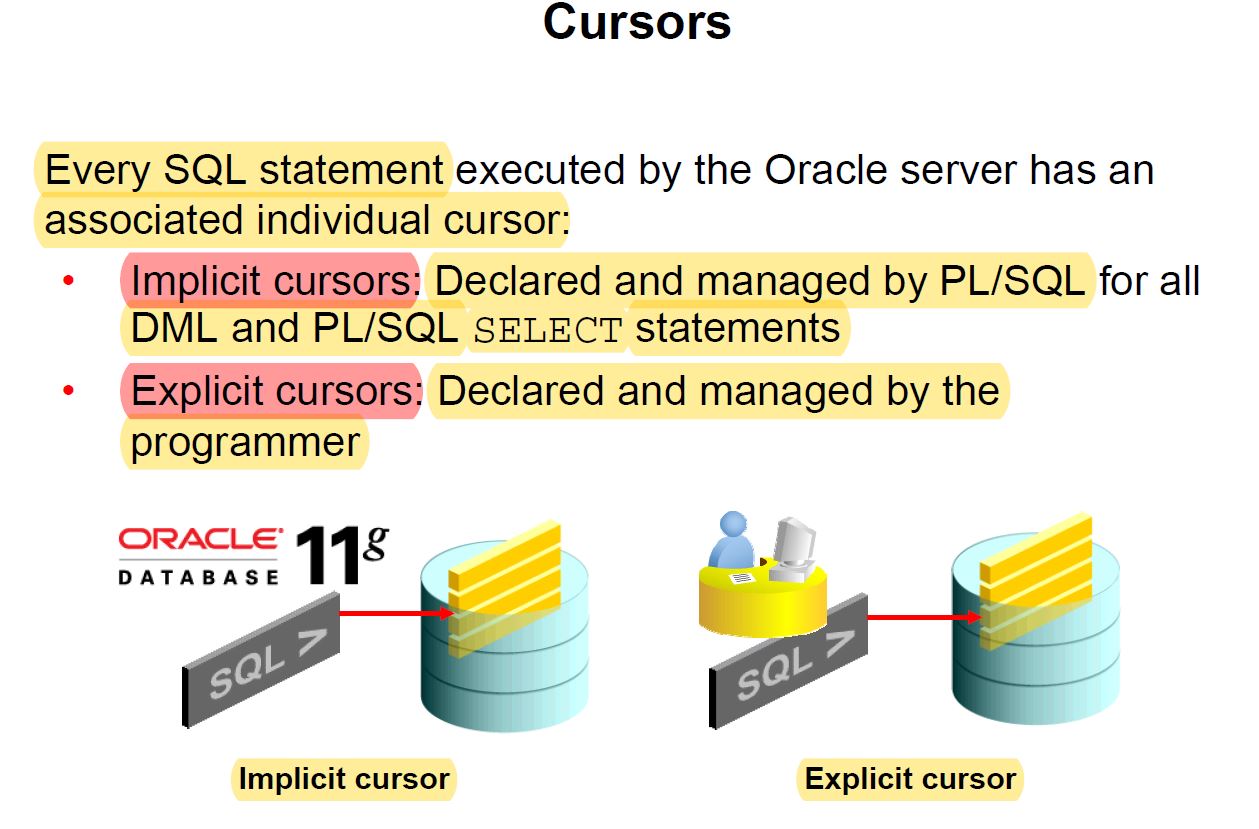 Cursors
Every SQL statement executed by the Oracle server has an
associated individual cursor:
• Implicit cursors: Declared and managed by PL/SQL for all
DML and PL/SQL SELECT statements
• Explicit cursors: Declared and managed by the
programmer
ORACLE 11g
DATABASE
SQL >
SQL >
Implicit cursor
Explicit cursor